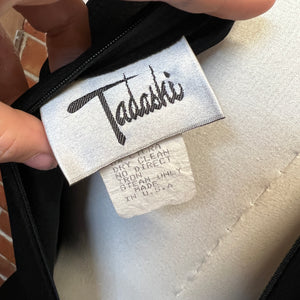 Tadashi
DRY CLEAN
NO DIRECT
IRON
STEAM ONLY
MADE
IN U.S.A